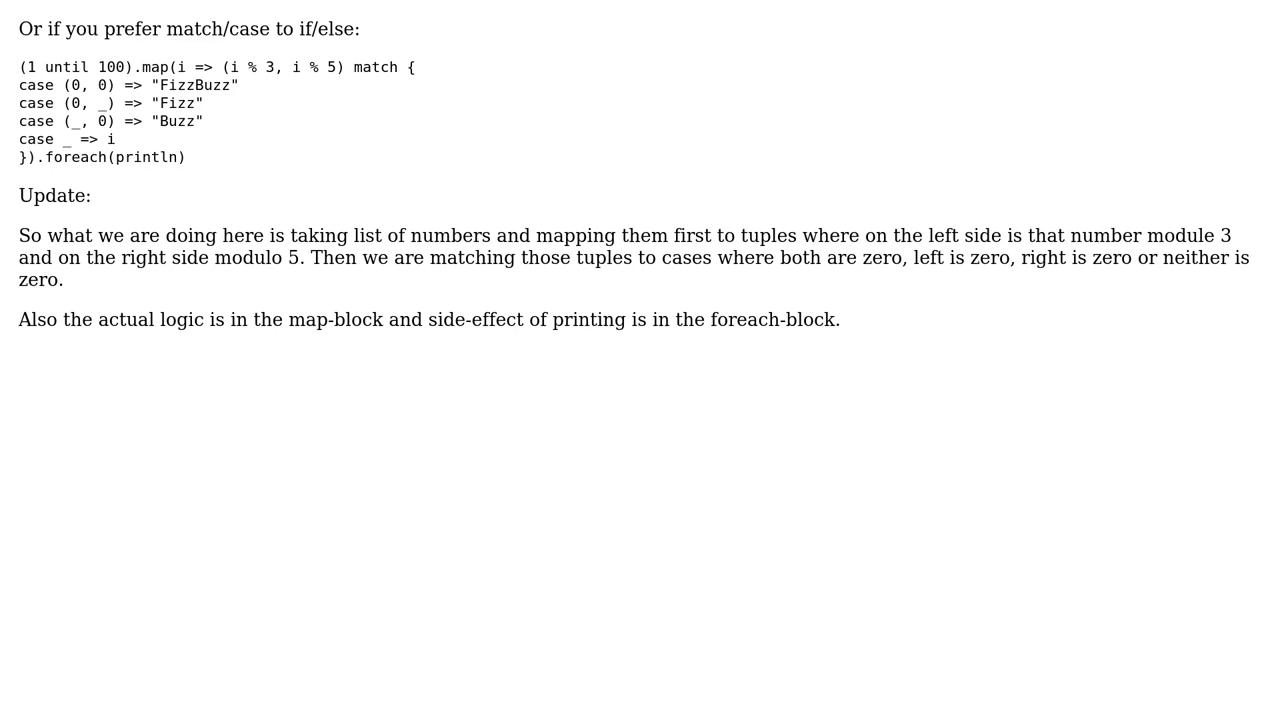 Or if you prefer match/case to if/else:
(1 until 100).map(i => (i % 3, i % 5) match {
case (0, 0) => "FizzBuzz"
case (0, _) => "Fizz"
case (_, 0) => "Buzz"
case _ => i
}).foreach(println)
Update:
So what we are doing here is taking list of numbers and mapping them first to tuples where on the left side is that number module 3
and on the right side modulo 5. Then we are matching those tuples to cases where both are zero, left is zero, right is zero or neither is
zero.
Also the actual logic is in the map-block and side-effect of printing is in the foreach-block.